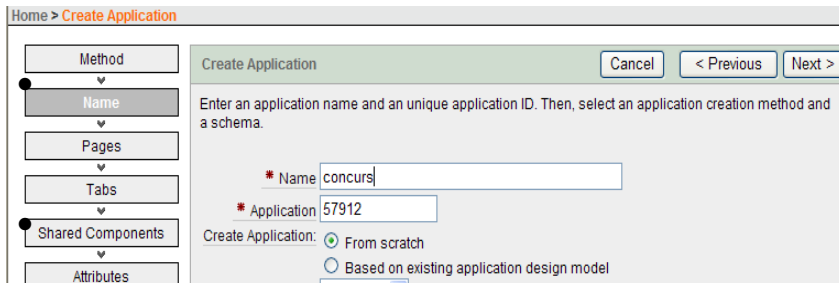 Home > Create Application
Method
Name
Pages
Tabs
Shared Components
Attributes
Create Application
Cancel
< Previous
Next >
Enter an application name and an unique application ID. Then, select an application creation method and
a schema.
* Name concurs
* Application 57912
Create Application: From scratch
Based on existing application design model